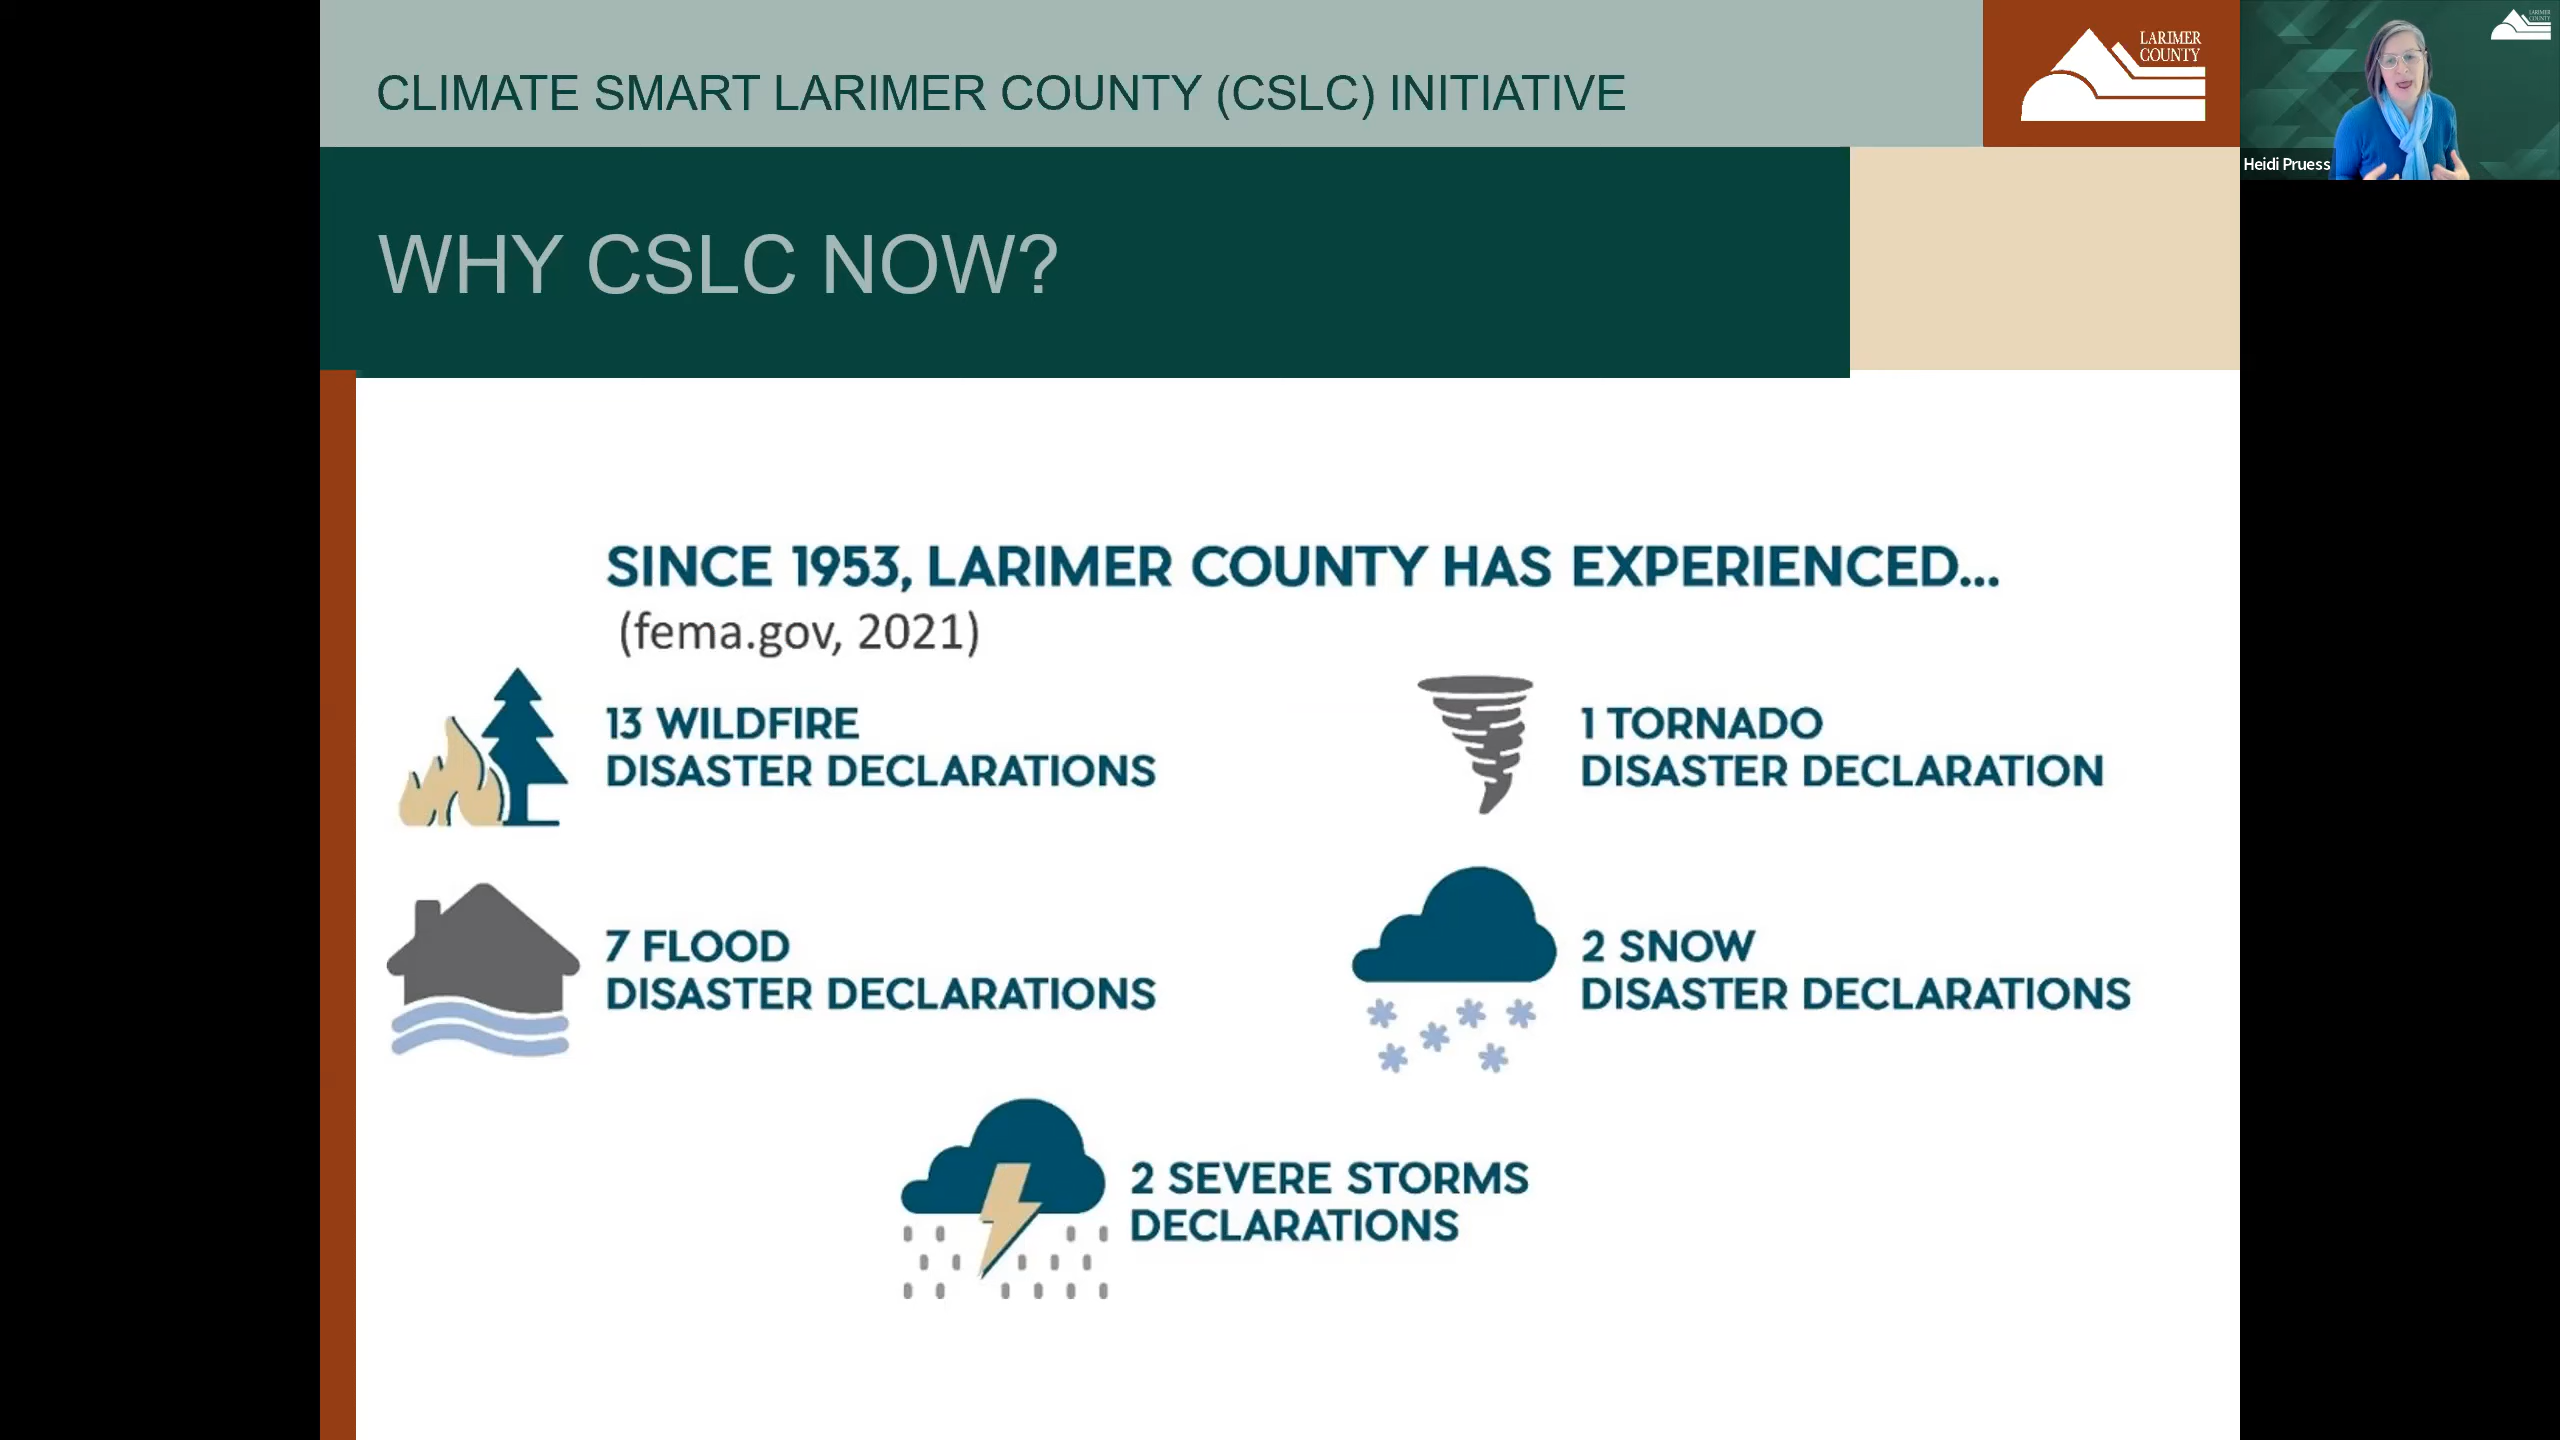 CLIMATE SMART LARIMER COUNTY (CSLC) INITIATIVE
LARIMER
COUNTY
LARIMER
COUNTY
Heidi Pruess
WHY CSLC NOW?
SINCE 1953, LARIMER COUNTY HAS EXPERIENCED...
(fema.gov, 2021)
13 WILDFIRE
DISASTER DECLARATIONS
1 TORNADO
DISASTER DECLARATION
7 FLOOD
DISASTER DECLARATIONS
2 SNOW
DISASTER DECLARATIONS
2 SEVERE STORMS
DECLARATIONS